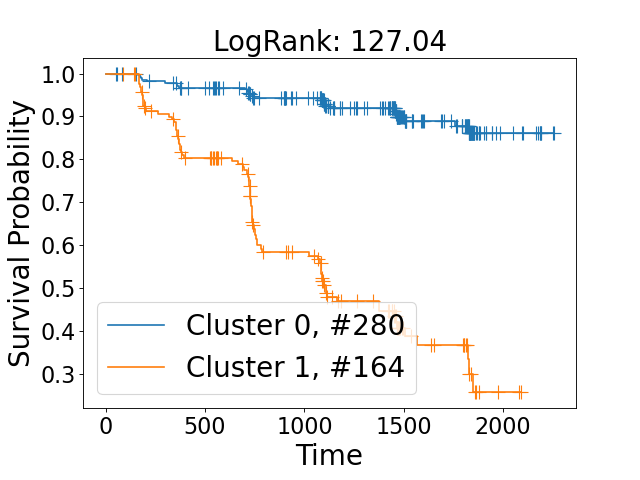 LogRank: 127.04
Survival Probability
1.0
0.9
0.8
0.7
0.6
0.5
0.4
0.3
Cluster 0, #280
Cluster 1, #164
0 500 1000 1500 2000
Time